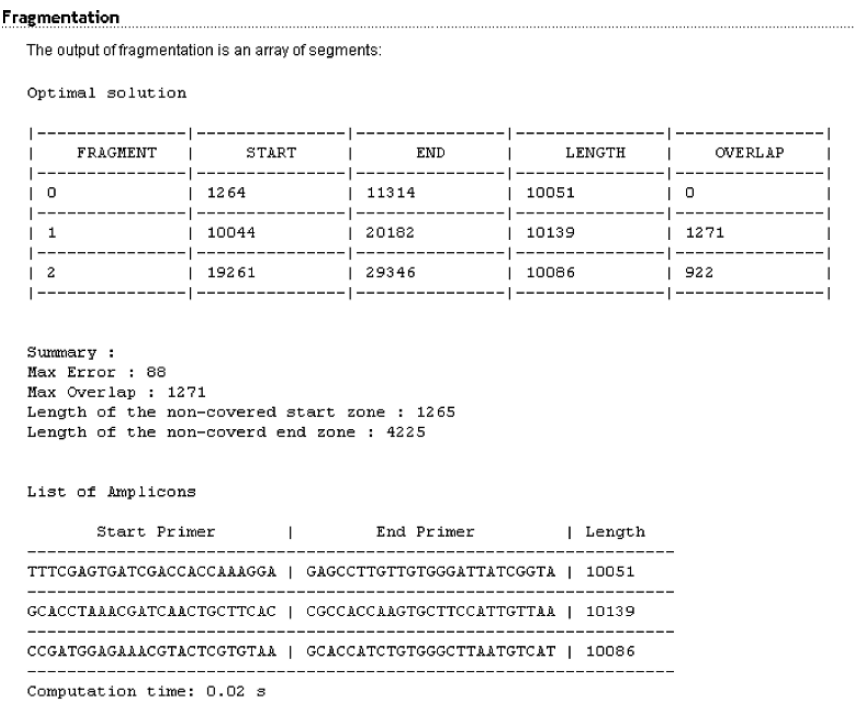 Fragmentation
The output of fragmentation is an array of segments:
Optimal solution
|---------------|---------------|---------------|---------------|---------------|
| FRAGMENT | START | END | LENGTH | OVERLAP |
|---------------|---------------|---------------|---------------|---------------|
| 0 | 1264 | 11314 | 10051 | 0 |
|---------------|---------------|---------------|---------------|---------------|
| 1 | 10044 | 20182 | 10139 | 1271 |
|---------------|---------------|---------------|---------------|---------------|
| 2 | 19261 | 29346 | 10086 | 922 |
|---------------|---------------|---------------|---------------|---------------|
Summary :
Max Error : 88
Max Overlap : 1271
Length of the non-covered start zone : 1265
Length of the non-coverd end zone : 4225
List of Amplicons
Start Primer | End Primer | Length
-----------------------------------------------------------------
TTTCGAGTGATCGACCACCAAAGGA | GAGCCTTGTTGTGGGATTATCGGTA | 10051
-----------------------------------------------------------------
GCACCTAAACGATCAACTGCTTCAC | CGCCACCAAGTGCTTCCATTGTTAA | 10139
-----------------------------------------------------------------
CCGATGGAGAAACGTACTCGTGTAA | GCACCATCTGTGGGCTTAATGTCAT | 10086
-----------------------------------------------------------------
Computation time: 0.02 s